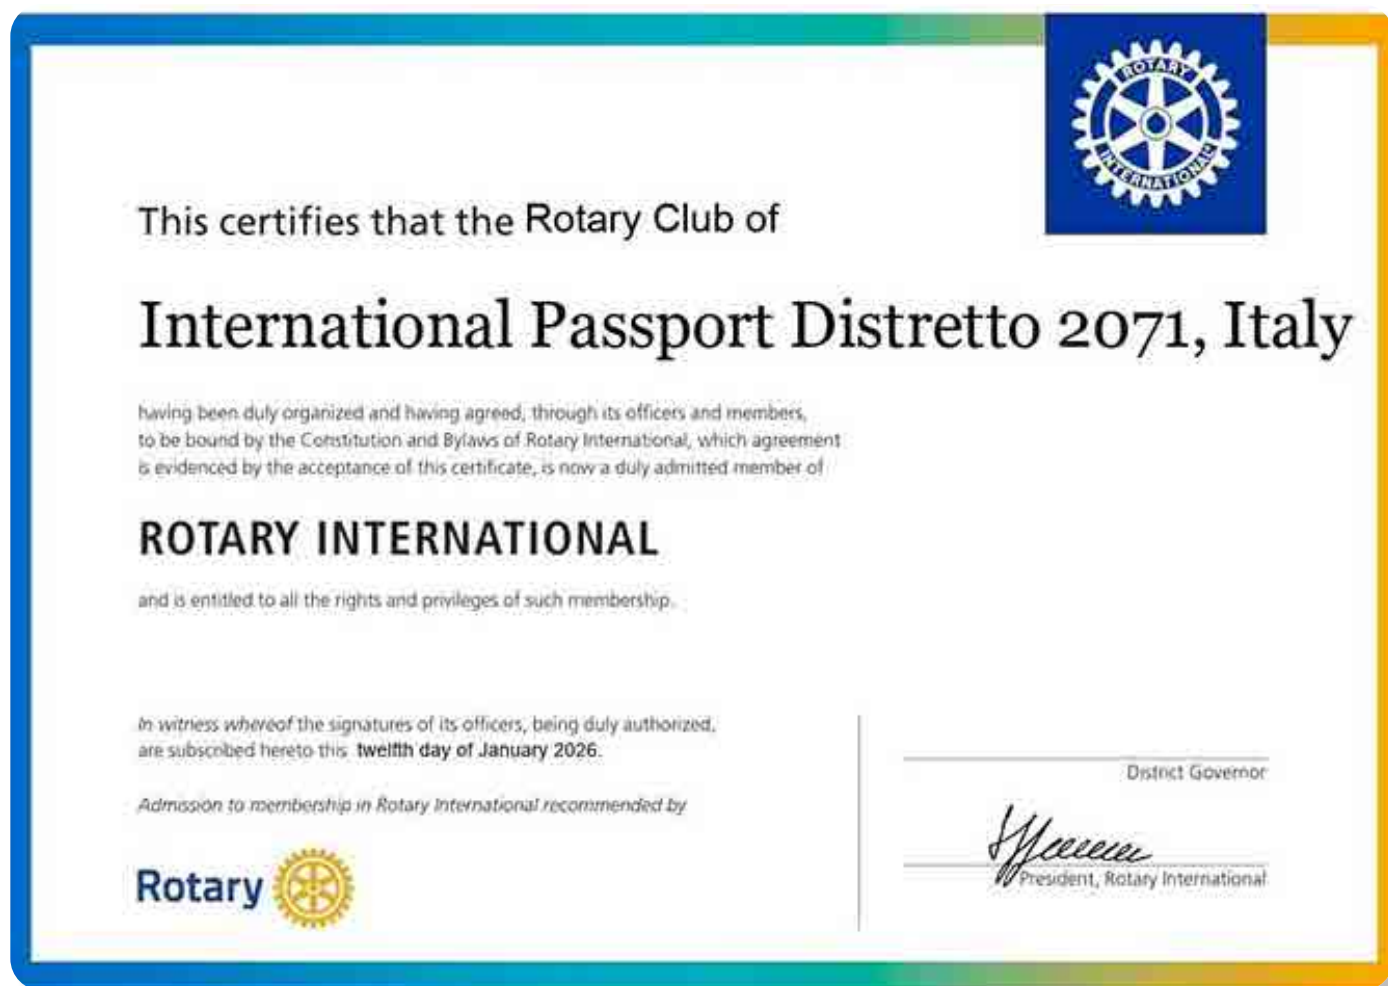 ROTARY
INTERNATIONAL
This certifies that the Rotary Club of
International Passport Distretto 2071, Italy
having been duly organized and having agreed, through its officers and members,
to be bound by the Constitution and Bylaws of Rotary International, which agreement
is evidenced by the acceptance of this certificate, is now a duly admitted member of
ROTARY INTERNATIONAL
and is entitled to all the rights and privileges of such membership.
In witness whereof the signatures of its officers, being duly authorized,
are subscribed hereto this twelfth day of January 2026.
Admission to membership in Rotary International recommended by
Rotary
District Governor
President, Rotary International